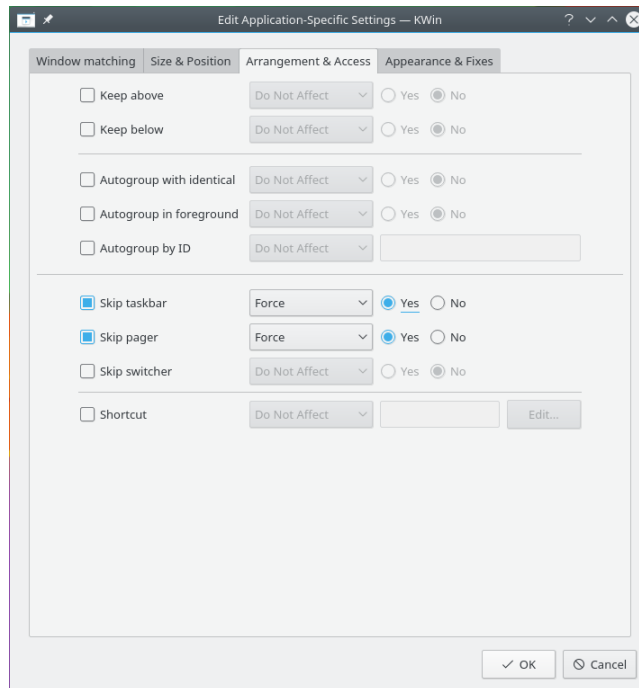 Edit Application-Specific Settings — KWin ?
Window matching Size & Position Arrangement & Access Appearance & Fixes
Keep above Do Not Affect Yes No
Keep below Do Not Affect Yes No
Autogroup with identical Do Not Affect Yes No
Autogroup in foreground Do Not Affect Yes No
Autogroup by ID Do Not Affect
Skip taskbar Force Yes No
Skip pager Force Yes No
Skip switcher Do Not Affect Yes No
Shortcut Do Not Affect Edit...
OK Cancel